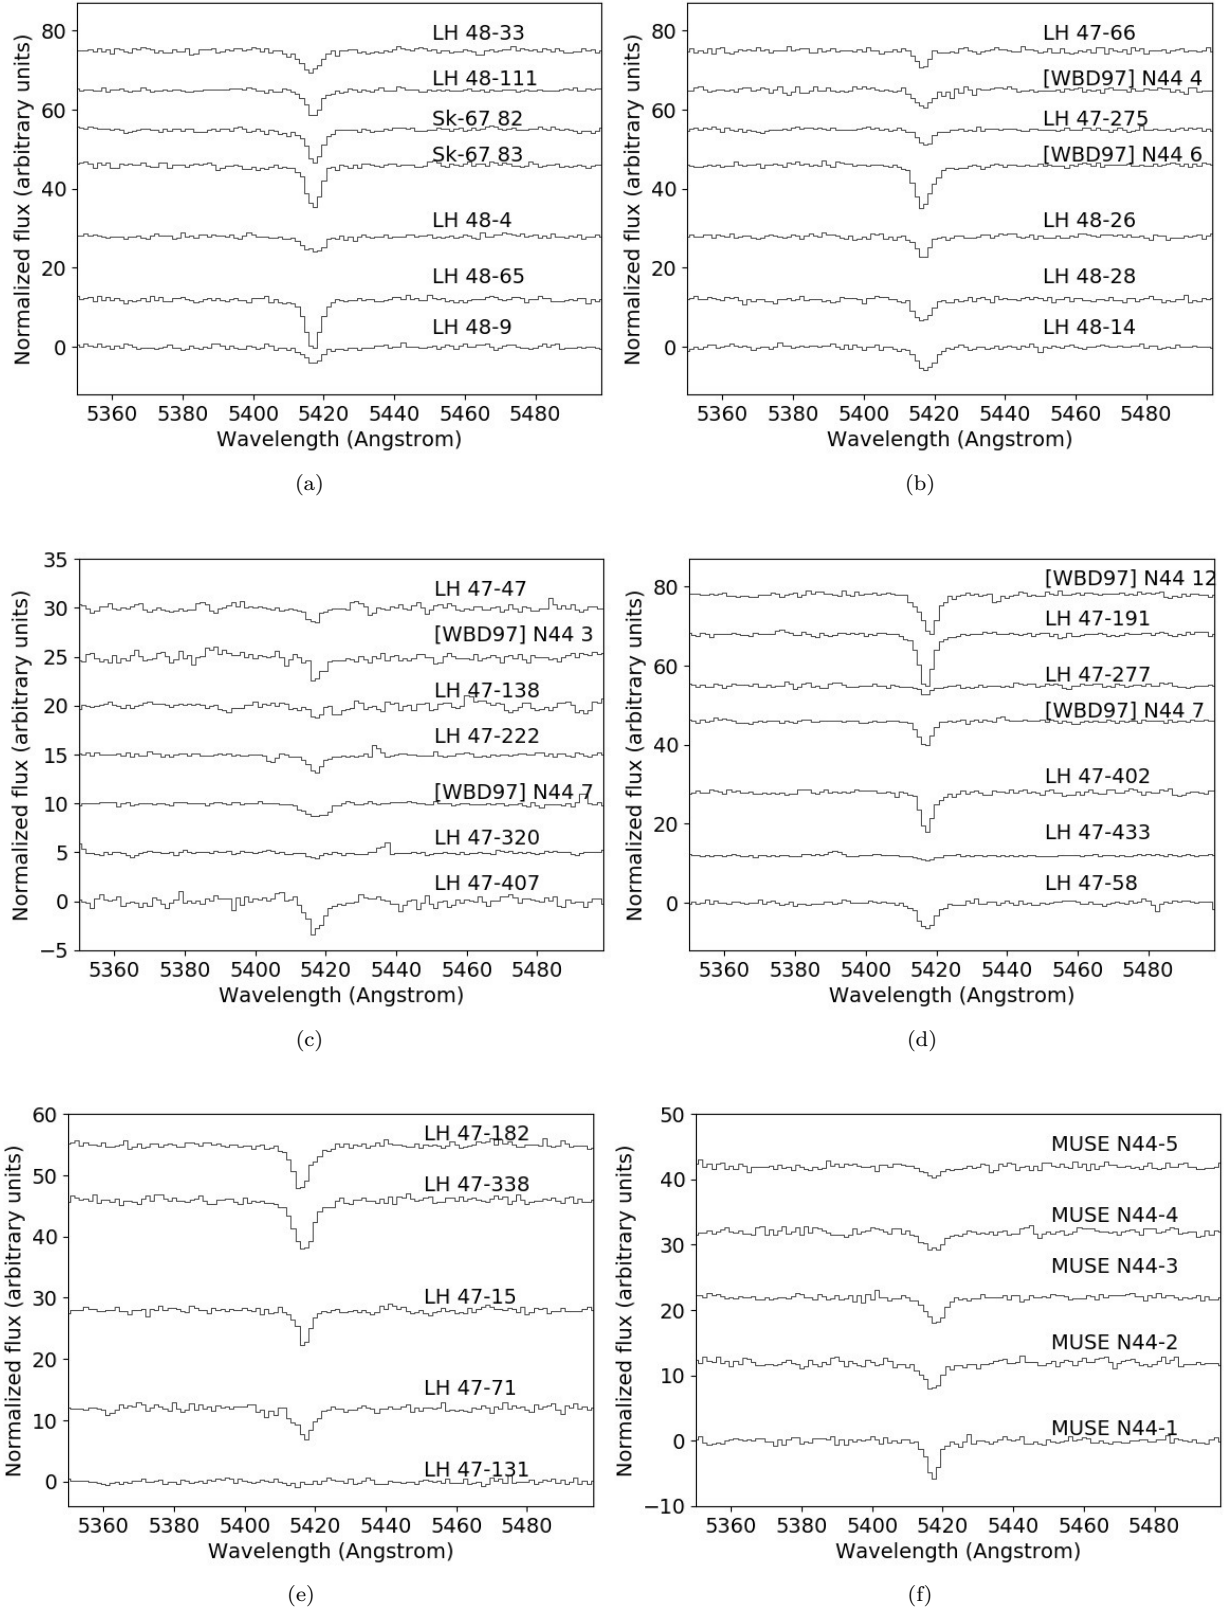 LH 48-33
LH 48-111
Sk-67 82
Sk-67 83
LH 48-4
LH 48-65
LH 48-9
80
60
40
20
0
Normalized flux (arbitrary units)
5360 5380 5400 5420 5440 5460 5480
Wavelength (Angstrom)
(a)
LH 47-66
[WBD97] N44 4
LH 47-275
[WBD97] N44 6
LH 48-26
LH 48-28
LH 48-14
80
60
40
20
0
Normalized flux (arbitrary units)
5360 5380 5400 5420 5440 5460 5480
Wavelength (Angstrom)
(b)
LH 47-47
[WBD97] N44 3
LH 47-138
LH 47-222
[WBD97] N44 7
LH 47-320
LH 47-407
35
30
25
20
15
10
5
0
−5
Normalized flux (arbitrary units)
5360 5380 5400 5420 5440 5460 5480
Wavelength (Angstrom)
(c)
[WBD97] N44 12
LH 47-191
LH 47-277
[WBD97] N44 7
LH 47-402
LH 47-433
LH 47-58
80
60
40
20
0
Normalized flux (arbitrary units)
5360 5380 5400 5420 5440 5460 5480
Wavelength (Angstrom)
(d)
LH 47-182
LH 47-338
LH 47-15
LH 47-71
LH 47-131
60
50
40
30
20
10
0
Normalized flux (arbitrary units)
5360 5380 5400 5420 5440 5460 5480
Wavelength (Angstrom)
(e)
MUSE N44-5
MUSE N44-4
MUSE N44-3
MUSE N44-2
MUSE N44-1
50
40
30
20
10
0
−10
Normalized flux (arbitrary units)
5360 5380 5400 5420 5440 5460 5480
Wavelength (Angstrom)
(f)